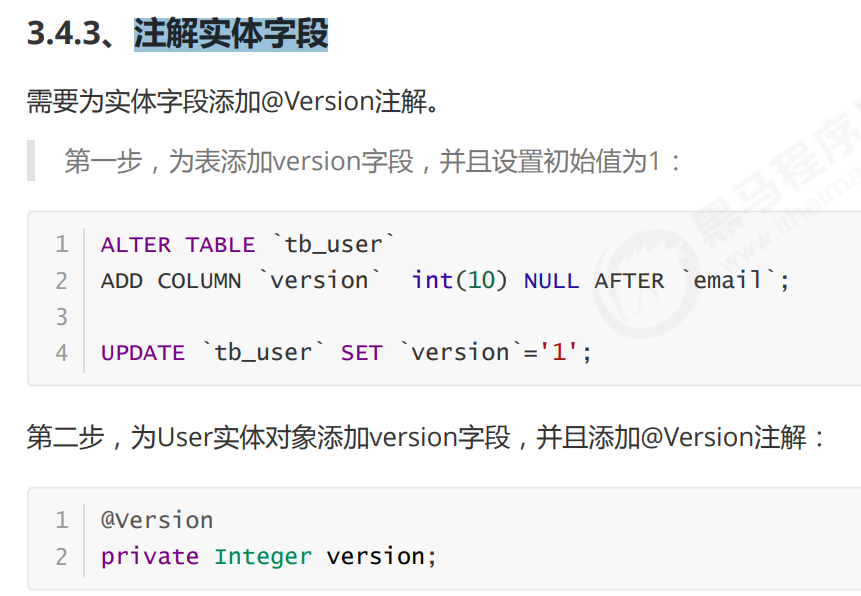 3.4.3、注解实体字段
需要为实体字段添加@Version注解。
第一步，为表添加version字段，并且设置初始值为1：
1 ALTER TABLE `tb_user`
2 ADD COLUMN `version`  int(10) NULL AFTER `email`;
3
4 UPDATE `tb_user` SET `version`='1';
第二步，为User实体对象添加version字段，并且添加@Version注解：
1 @Version
2 private Integer version;
黑马程序
www.itheima